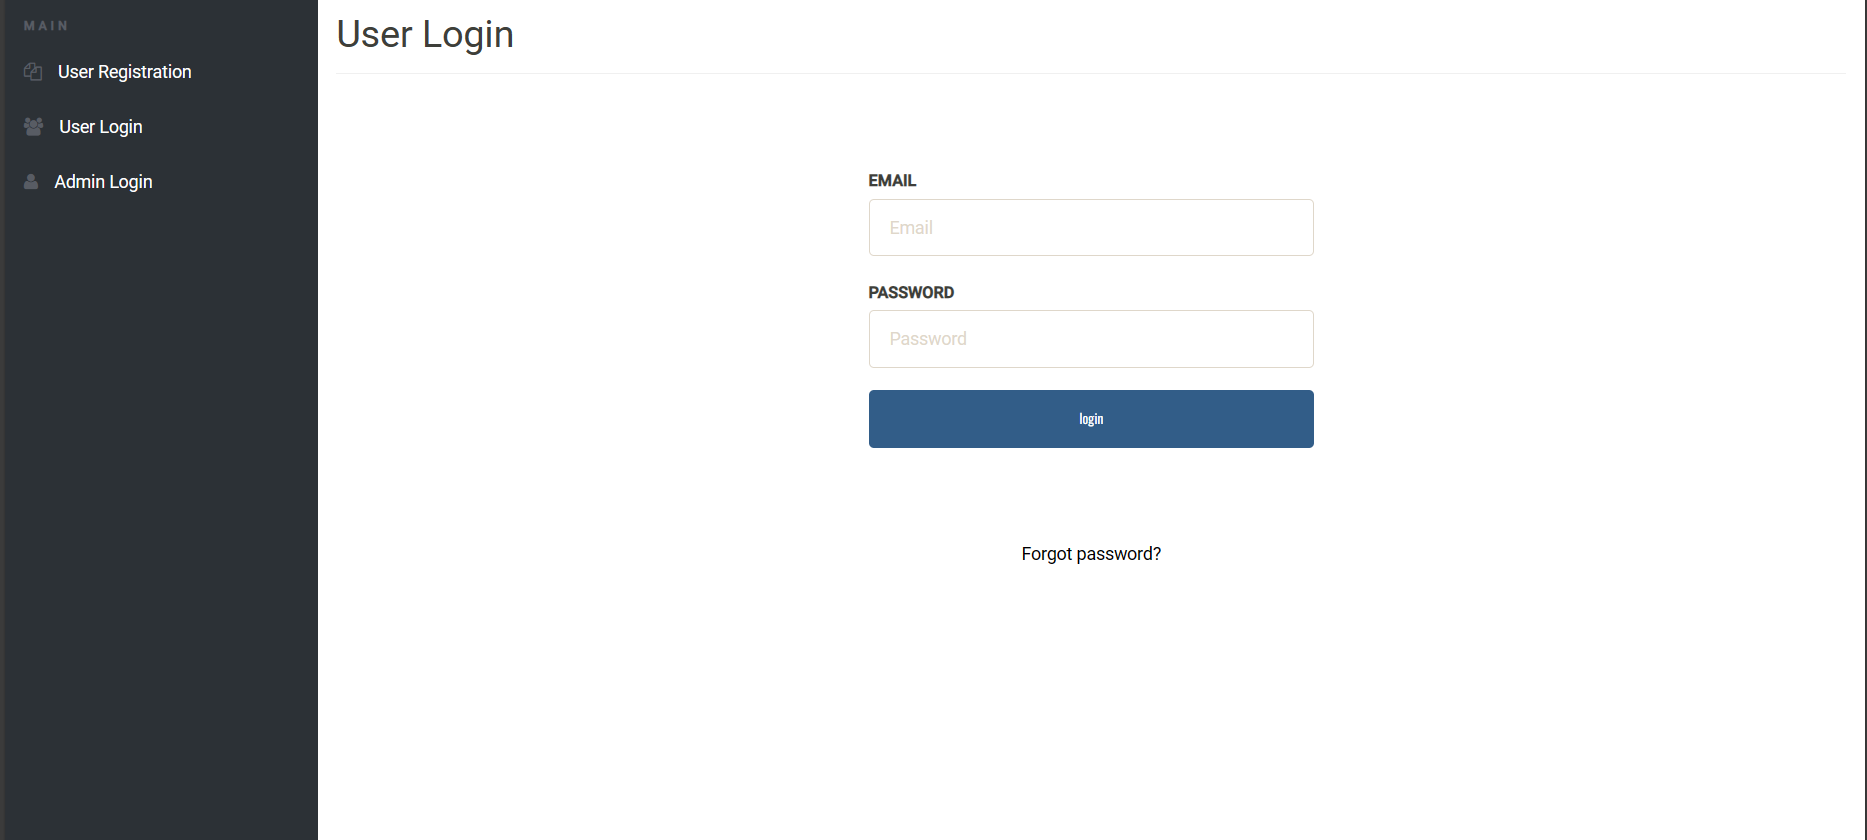 MAIN
User Registration
User Login
Admin Login
User Login
EMAIL
Email
PASSWORD
Password
login
Forgot password?